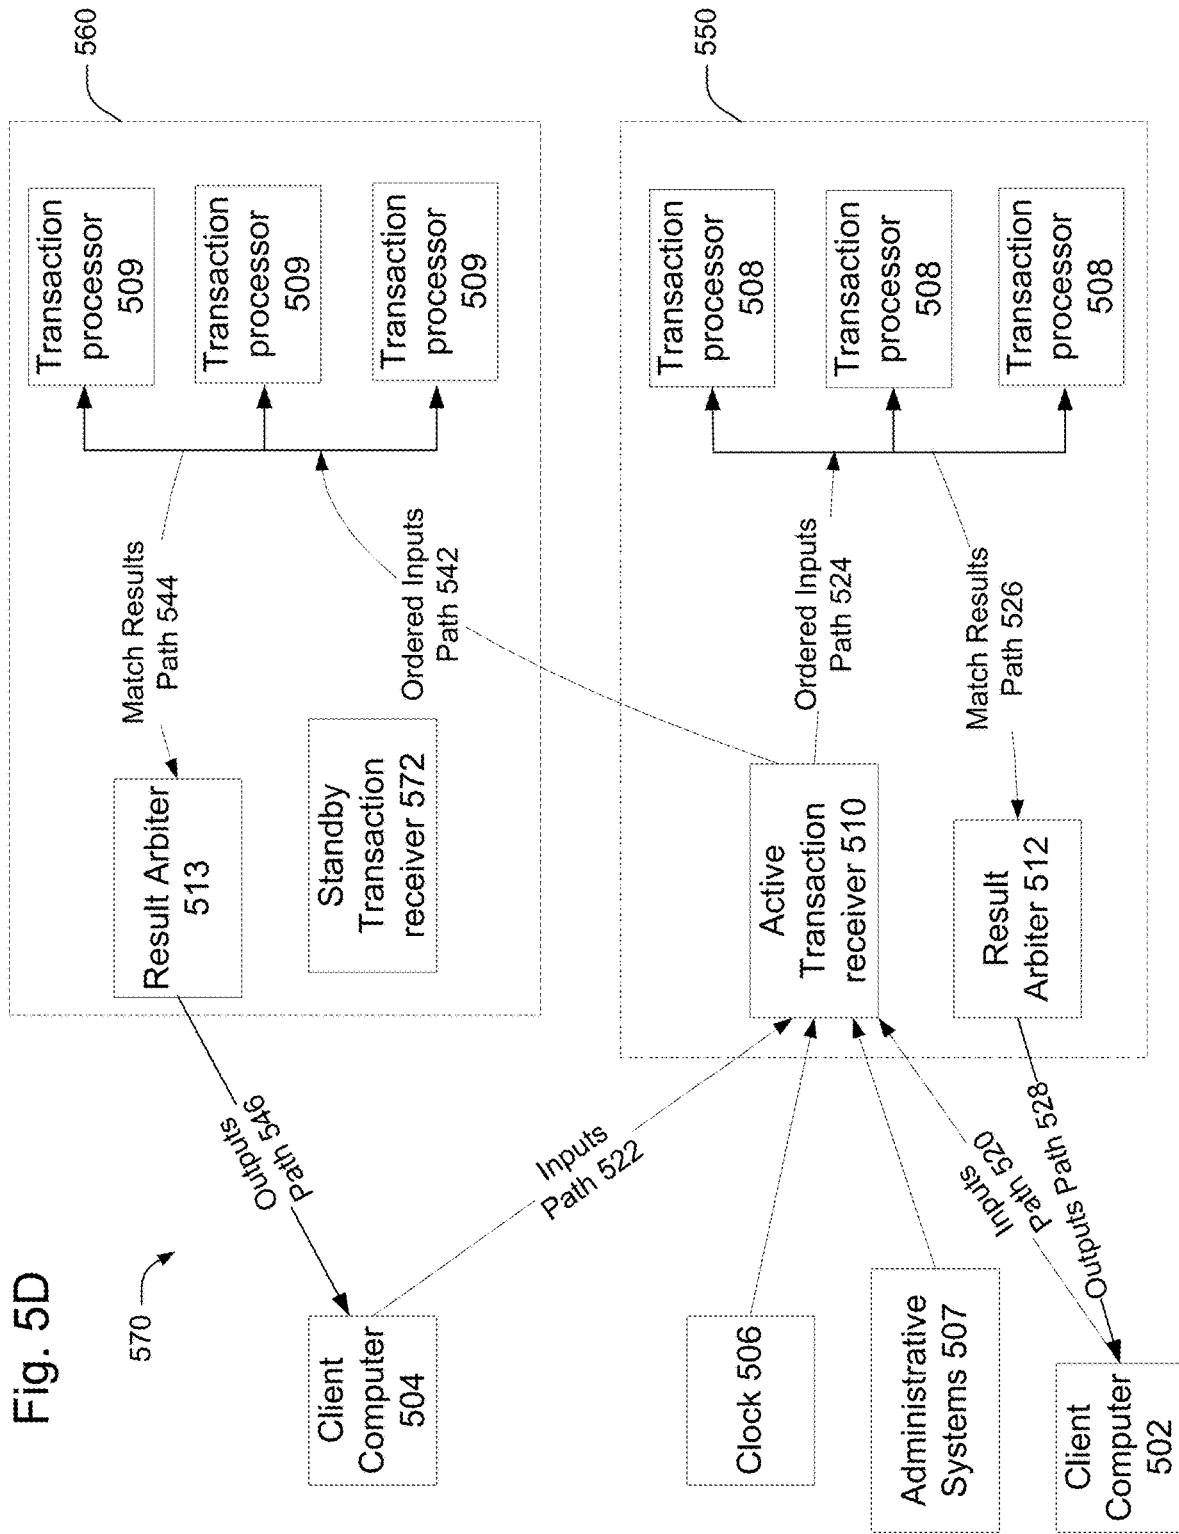 Fig. 5D
570
560
550
Client
Computer
504
Clock 506
Administrative
Systems 507
Client
Computer
502
Outputs
Path 546
Inputs
Path 522
Inputs
Path 520
Outputs Path 528
Result Arbiter
513
Standby
Transaction
receiver 572
Active
Transaction
receiver 510
Result
Arbiter 512
Match Results
Path 544
Ordered Inputs
Path 542
Ordered Inputs
Path 524
Match Results
Path 526
Transaction
processor
509
Transaction
processor
509
Transaction
processor
509
Transaction
processor
508
Transaction
processor
508
Transaction
processor
508